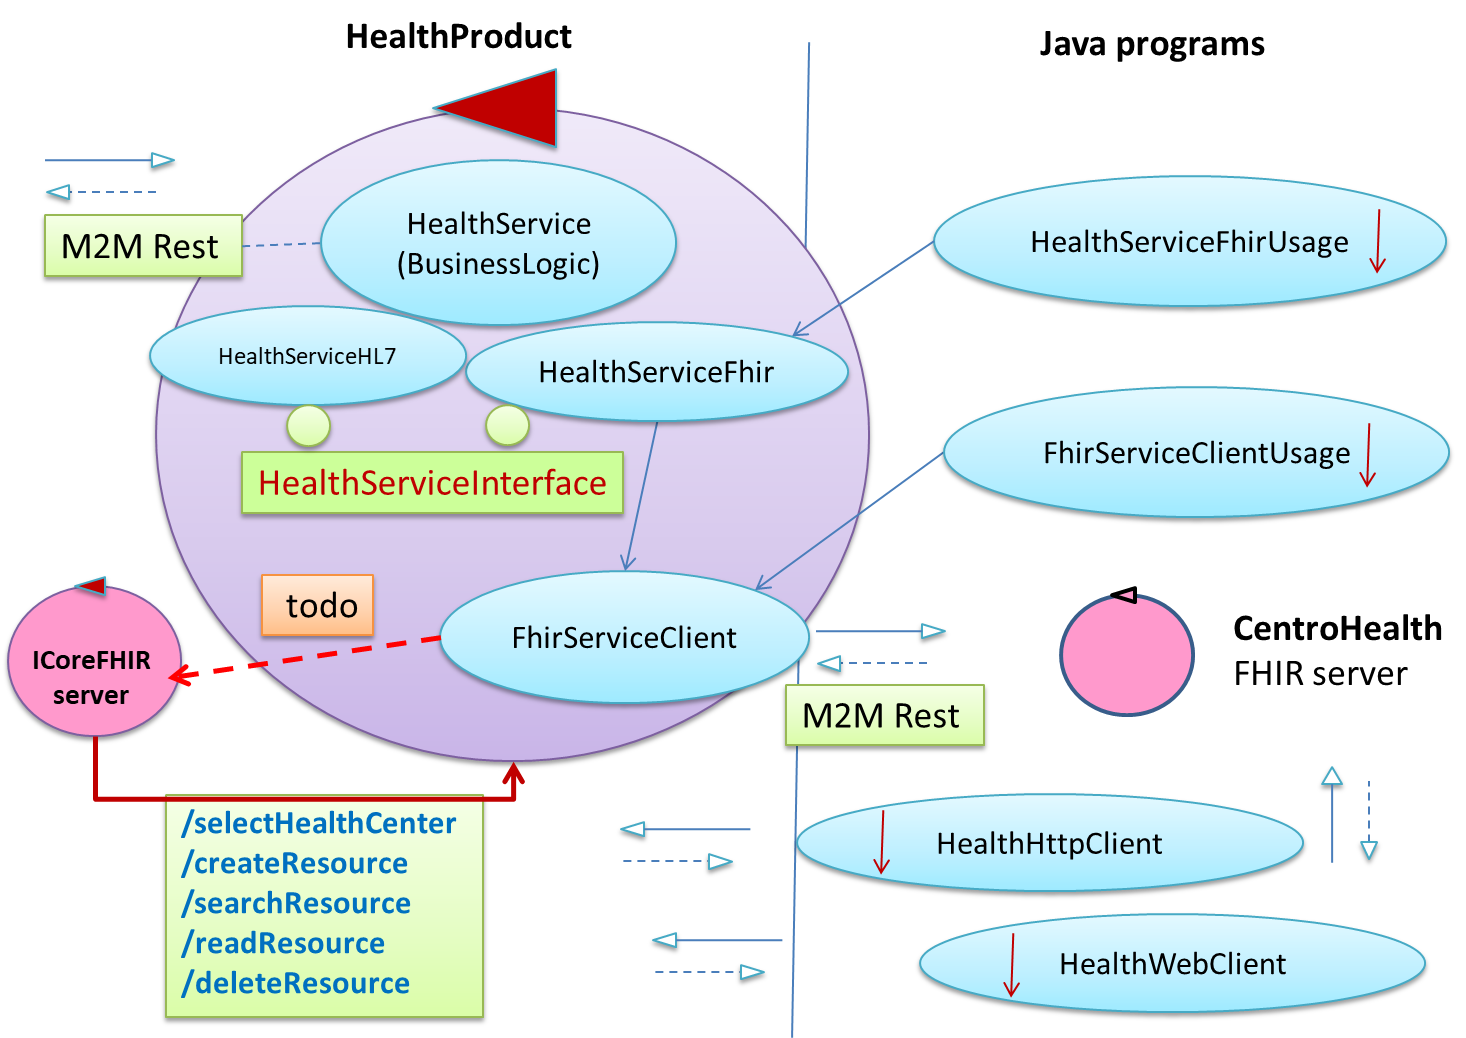 HealthProduct
Java programs
HealthService
(BusinessLogic)
M2M Rest
HealthServiceFhirUsage
HealthServiceHL7
HealthServiceFhir
FhirServiceClientUsage
HealthServiceInterface
todo
FhirServiceClient
ICoreFHIR
server
CentroHealth
FHIR server
M2M Rest
/selectHealthCenter
/createResource
/searchResource
/readResource
/deleteResource
HealthHttpClient
HealthWebClient